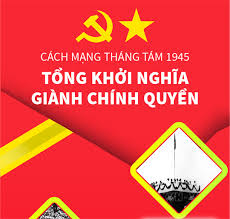 CÁCH MẠNG THÁNG TÁM 1945
TỔNG KHỞI NGHĨA
GIÀNH CHÍNH QUYỀN